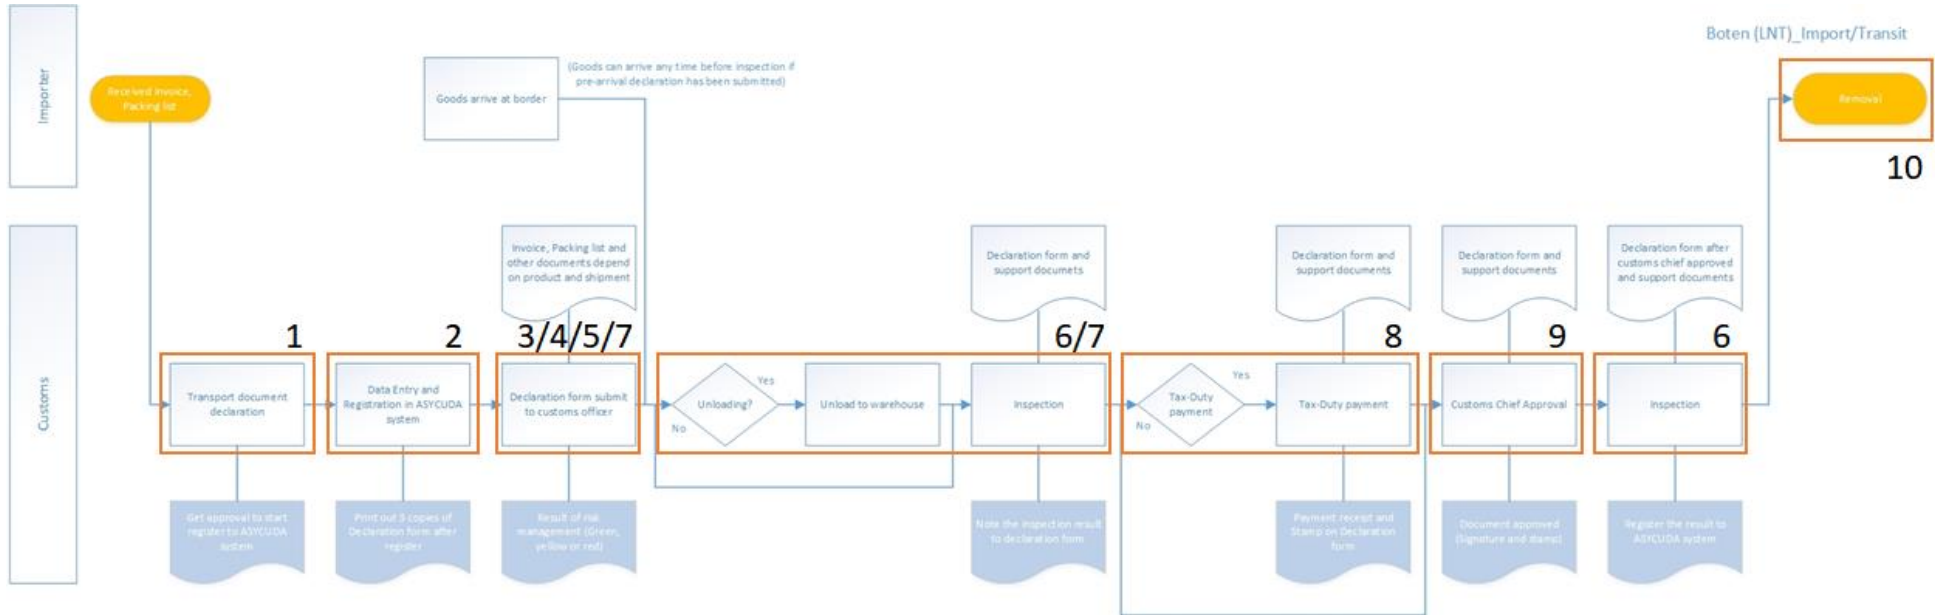 Boten (LNT)_Import/Transit
Importer
Received Invoice,
Packing list
Goods arrive at border
(Goods can arrive any time before inspection if
pre-arrival declaration has been submitted)
Removal
10
Customs
Invoice, Packing list and
other documents depend
on product and shipment
Declaration form and
support documets
Declaration form and
support documents
Declaration form and
support documents
Declaration form after
customs chief approved
and support documents
1
2
3/4/5/7
6/7
8
9
6
Transport document
declaration
Data Entry and
Registration in ASYCUDA
system
Declaration form submit
to customs officer
Unloading?
Yes
No
Unload to warehouse
Inspection
Tax-Duty
payment
Yes
No
Tax-Duty payment
Customs Chief Approval
Inspection
Get approval to start
register to ASYCUDA
system
Print out 3 copies of
Declaration form after
register
Result of risk
management (Green,
yellow or red)
Note the inspection result
to declaration form
Payment receipt and
Stamp on Declaration
form
Document approved
(Signature and stamp)
Register the result to
ASYCUDA system